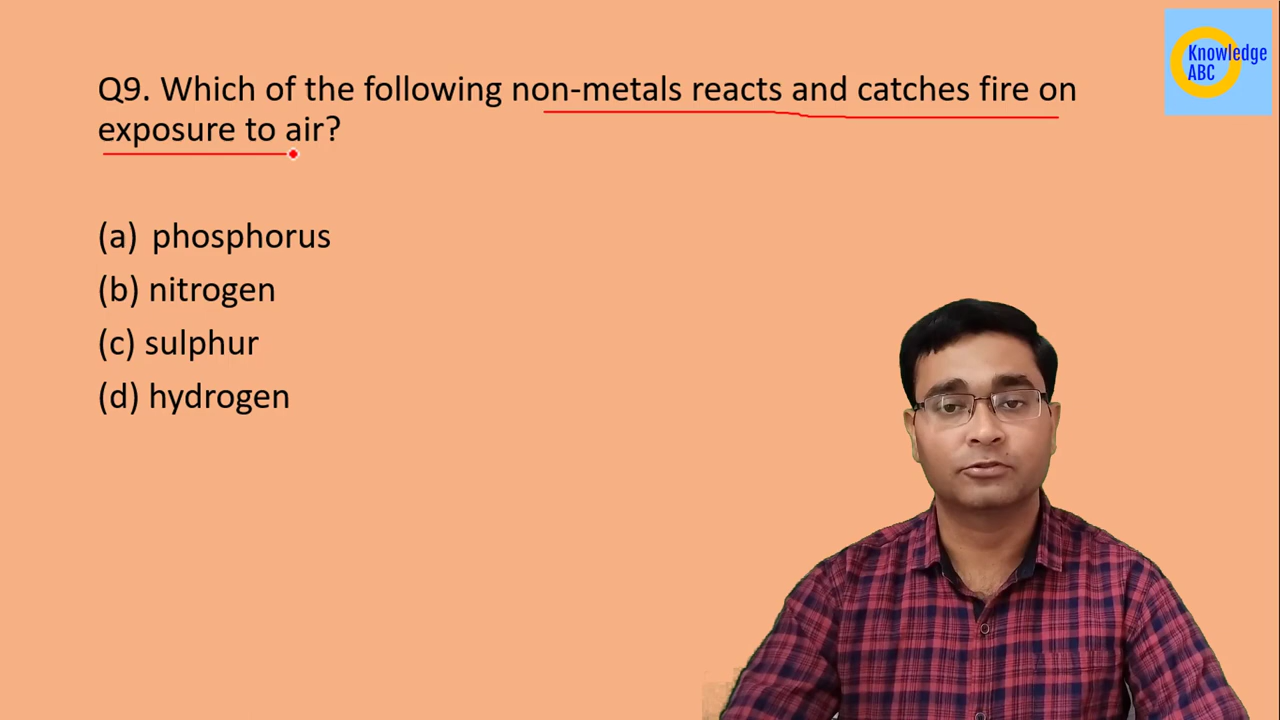 Knowledge
ABC
Q9. Which of the following non-metals reacts and catches fire on
exposure to air?
(a) phosphorus
(b) nitrogen
(c) sulphur
(d) hydrogen